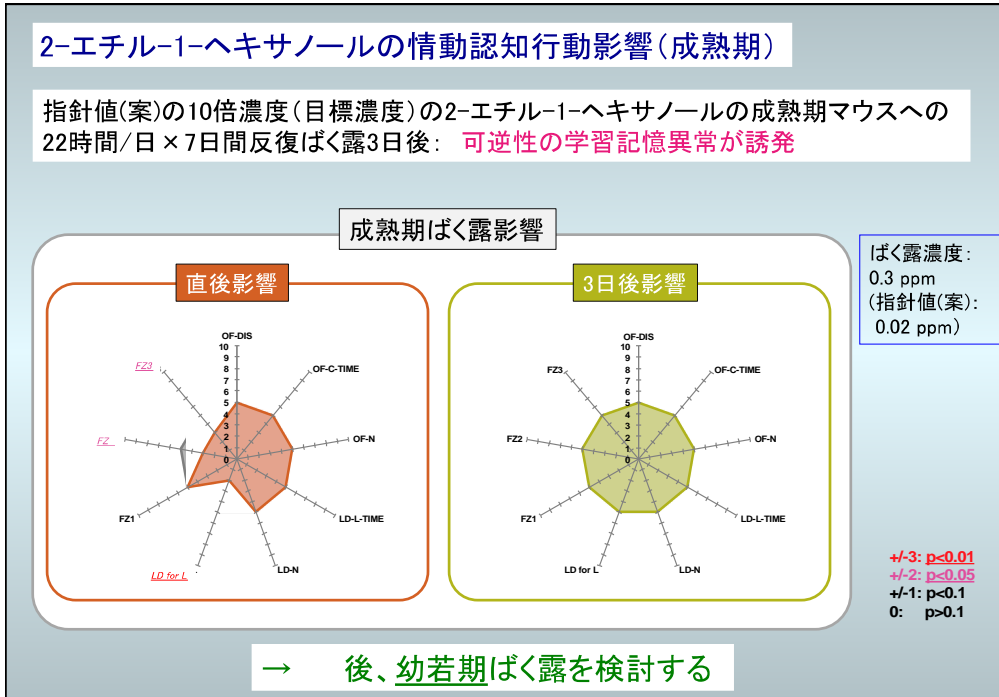 2-エチル-1-ヘキサノールの情動認知行動影響(成熟期)
指針値(案)の10倍濃度(目標濃度)の2-エチル-1-ヘキサノールの成熟期マウスへの
22時間/日×7日間反復ばく露3日後: 可逆性の学習記憶異常が誘発
成熟期ばく露影響
直後影響
OF-DIS
10
9
8
7
6
5
4
3
2
1
0
OF-C-TIME
OF-N
LD-L-TIME
LD-N
LD for L
FZ1
FZ
FZ3
3日後影響
OF-DIS
10
9
8
7
6
5
4
3
2
1
0
OF-C-TIME
OF-N
LD-L-TIME
LD-N
LD for L
FZ1
FZ2
FZ3
ばく露濃度:
0.3 ppm
(指針値(案):
0.02 ppm)
+/-3: p<0.01
+/-2: p<0.05
+/-1: p<0.1
0: p>0.1
→ 後、幼若期ばく露を検討する